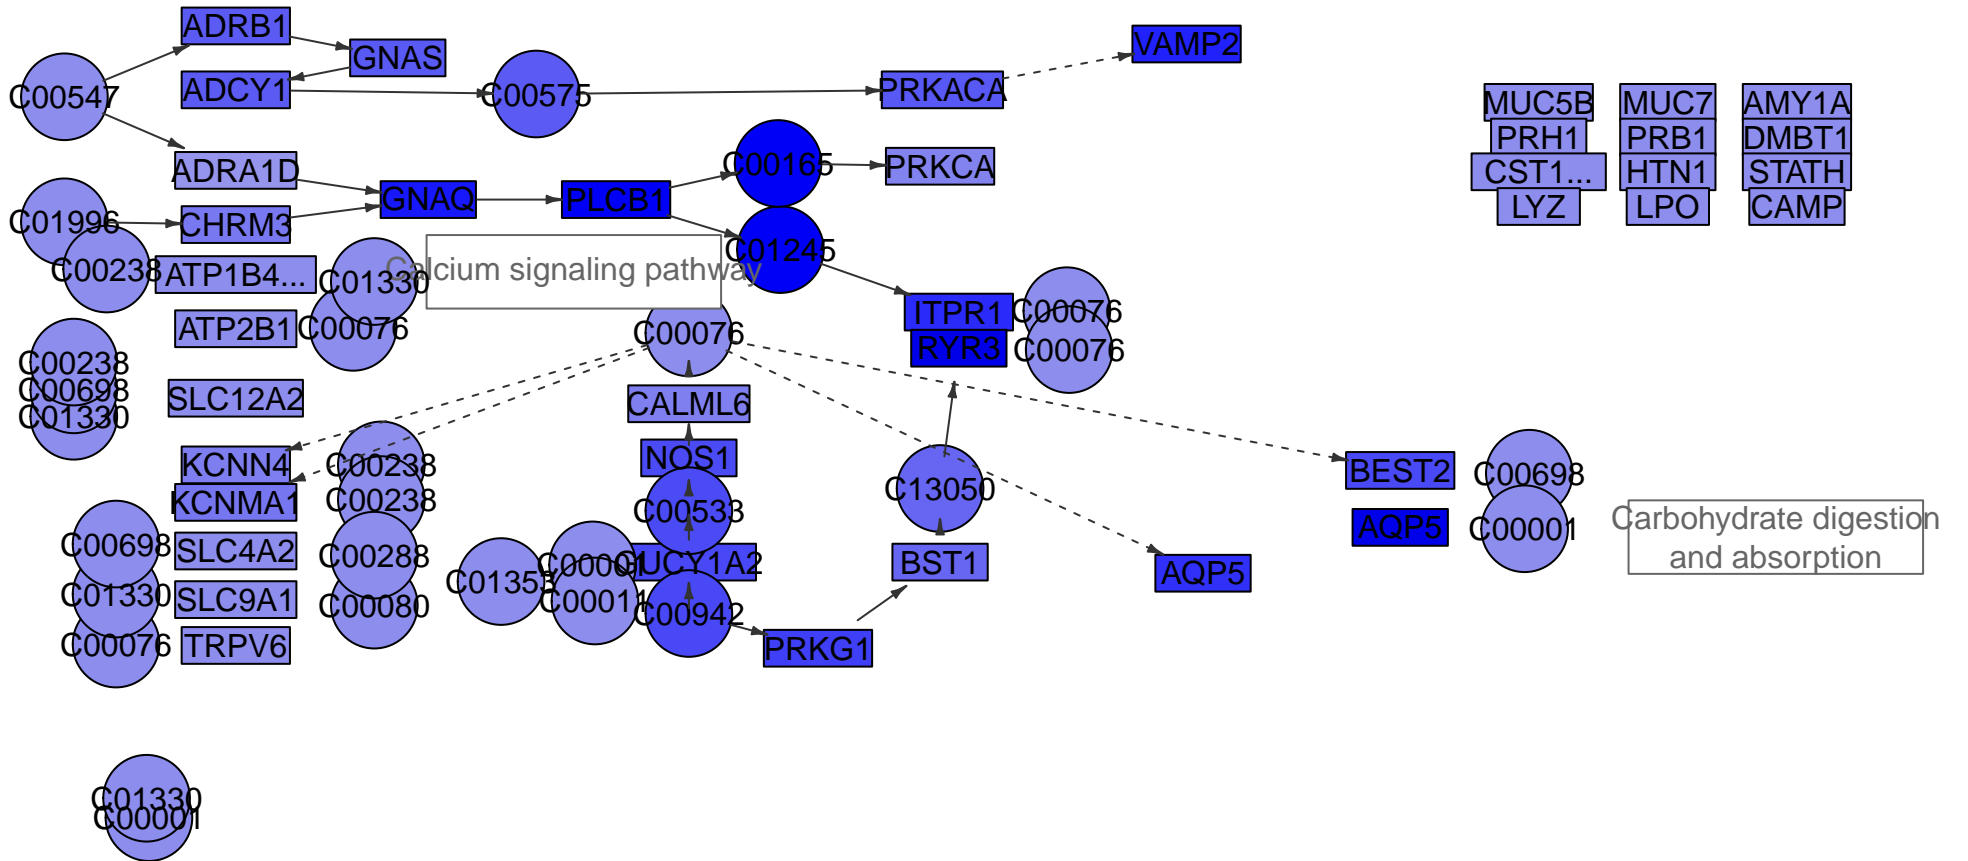 ADRB1
GNAS
VAMP2
C00547
ADCY1
C00575
PRKACA
MUC5B
MUC7
AMY1A
PRH1
PRB1
DMBT1
ADRA1D
C00165
PRKCA
CST1...
HTN1
STATH
GNAQ
PLCB1
LYZ
LPO
CAMP
C01996
CHRM3
C01245
C00238
ATP1B4...
C01330
Calcium signaling pathway
ATP2B1
C00076
C00076
ITPR1
C00076
RYR3
C00076
C00238
C00698
C01330
SLC12A2
CALML6
KCNN4
C00238
NOS1
BEST2
C00698
KCNMA1
C00238
C00533
C13050
AQP5
C00001
Carbohydrate digestion
and absorption
C00698
SLC4A2
C00288
C01353
C00001
GUCY1A2
BST1
AQP5
C01330
SLC9A1
C00080
C00011
C00942
C00076
TRPV6
PRKG1
C01330
C00001